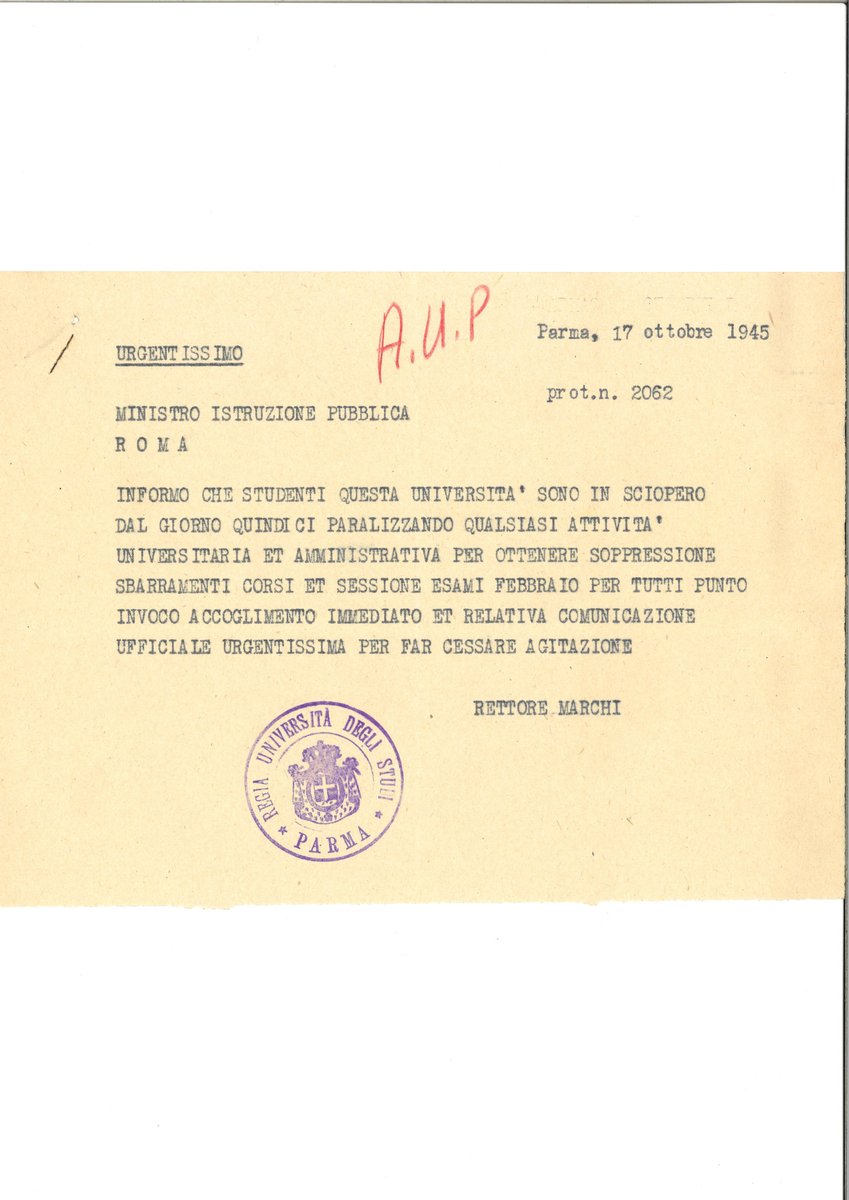 A.U.P
Parma, 17 ottobre 1945
URGENTISSIMO
prot.n. 2062
MINISTRO ISTRUZIONE PUBBLICA
R O M A
INFORMO CHE STUDENTI QUESTA UNIVERSITA' SONO IN SCIOPERO
DAL GIORNO QUINDICI PARALIZZANDO QUALSIASI ATTIVITA'
UNIVERSITARIA ET AMMINISTRATIVA PER OTTENERE SOPPRESSIONE
SBARRAMENTI CORSI ET SESSIONE ESAMI FEBBRAIO PER TUTTI PUNTO
INVOCO ACCOGLIMENTO IMMEDIATO ET RELATIVA COMUNICAZIONE
UFFICIALE URGENTISSIMA PER FAR CESSARE AGITAZIONE
RETTORE MARCHI
REGIA UNIVERSITÀ DEGLI STUDI
* PARMA *